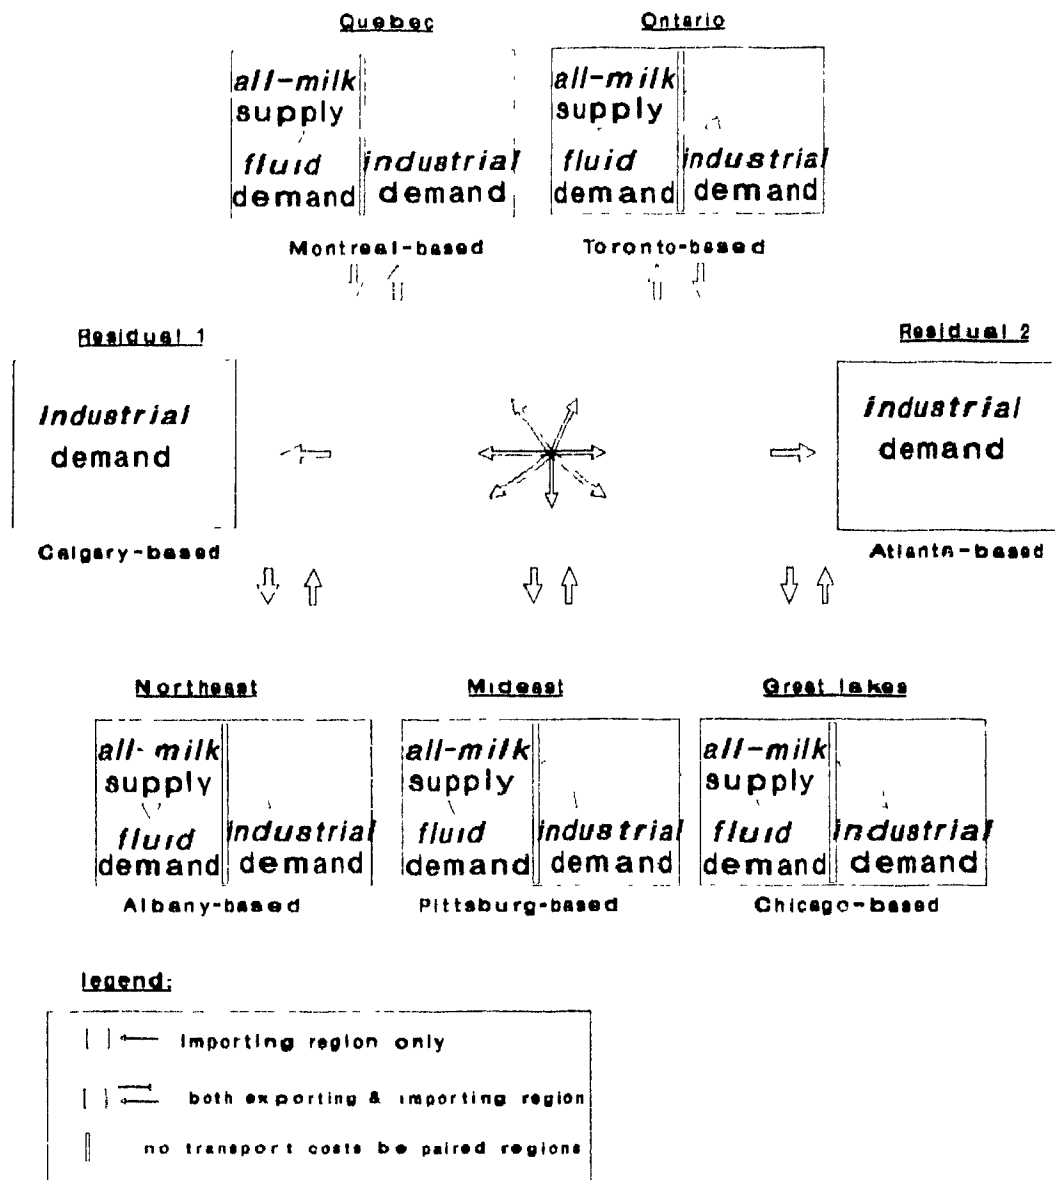 Quebec
Ontario
all-milk
supply
fluid
demand
industrial
demand
all-milk
supply
fluid
demand
industrial
demand
Montreal-based
Toronto-based
Residual 1
Residual 2
Industrial
demand
industrial
demand
Calgary-based
Atlanta-based
Northeast
Mideast
Great lakes
all-milk
supply
fluid
demand
industrial
demand
all-milk
supply
fluid
demand
industrial
demand
all-milk
supply
fluid
demand
industrial
demand
Albany-based
Pittsburg-based
Chicago-based
legend:
Importing region only
both exporting & importing region
no transport costs be paired regions